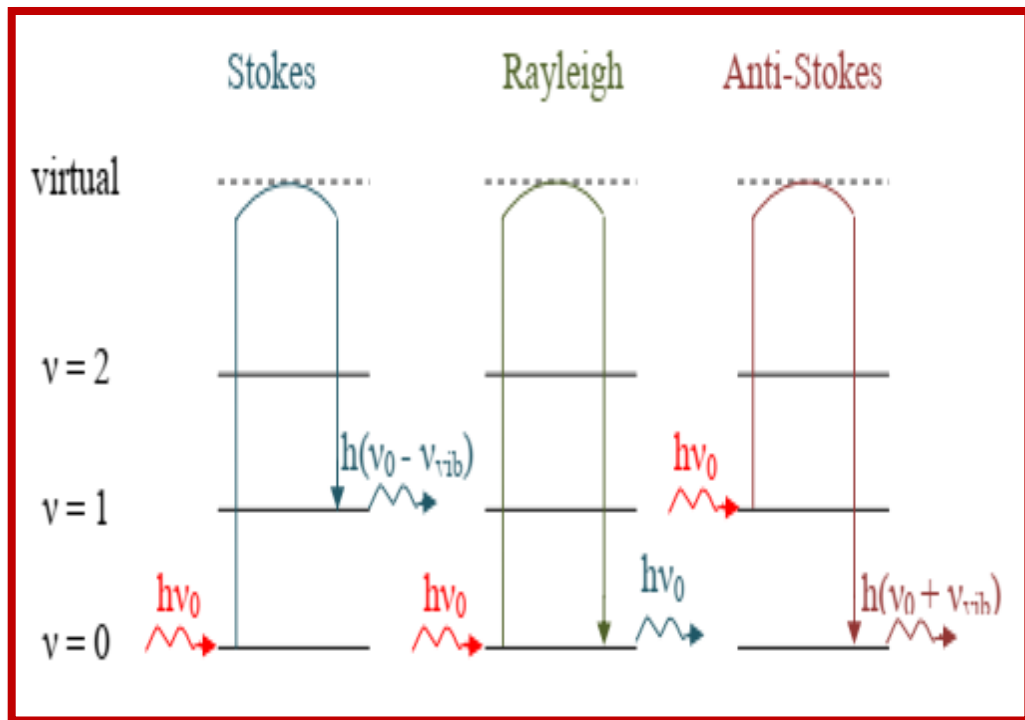 Stokes Rayleigh Anti-Stokes
virtual
ν = 2
h(ν₀ - νᵥᵢb)
hν₀
ν = 1
hν₀
hν₀
hν₀
h(ν₀ + νᵥᵢb)
ν = 0